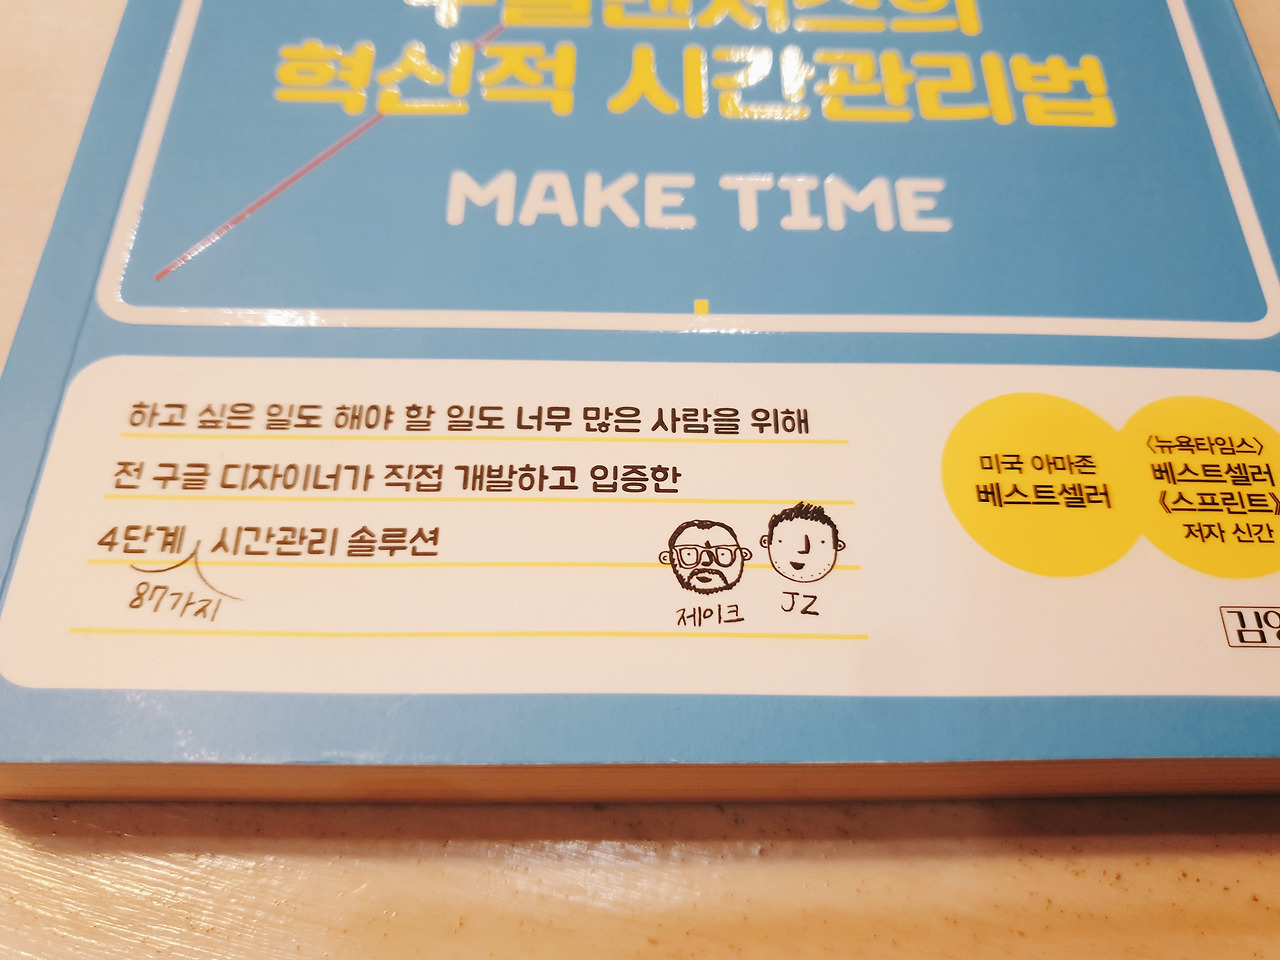 혁신적 시간관리법
MAKE TIME
하고 싶은 일도 해야 할 일도 너무 많은 사람을 위해
전 구글 디자이너가 직접 개발하고 입증한
4단계 시간관리 솔루션
87가지
제이크
JZ
미국 아마존
베스트셀러
〈뉴욕타임스〉
베스트셀러
《스프린트》
저자 신간